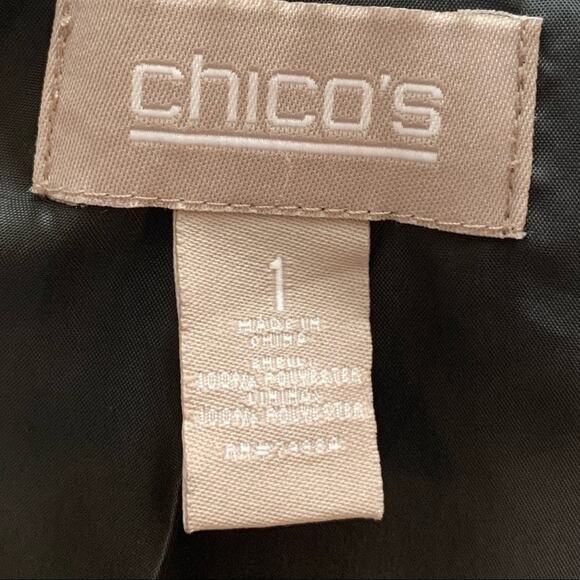 chico's
1
MADE IN
CHINA
SHELL:
100% POLYESTER
LINING:
100% POLYESTER